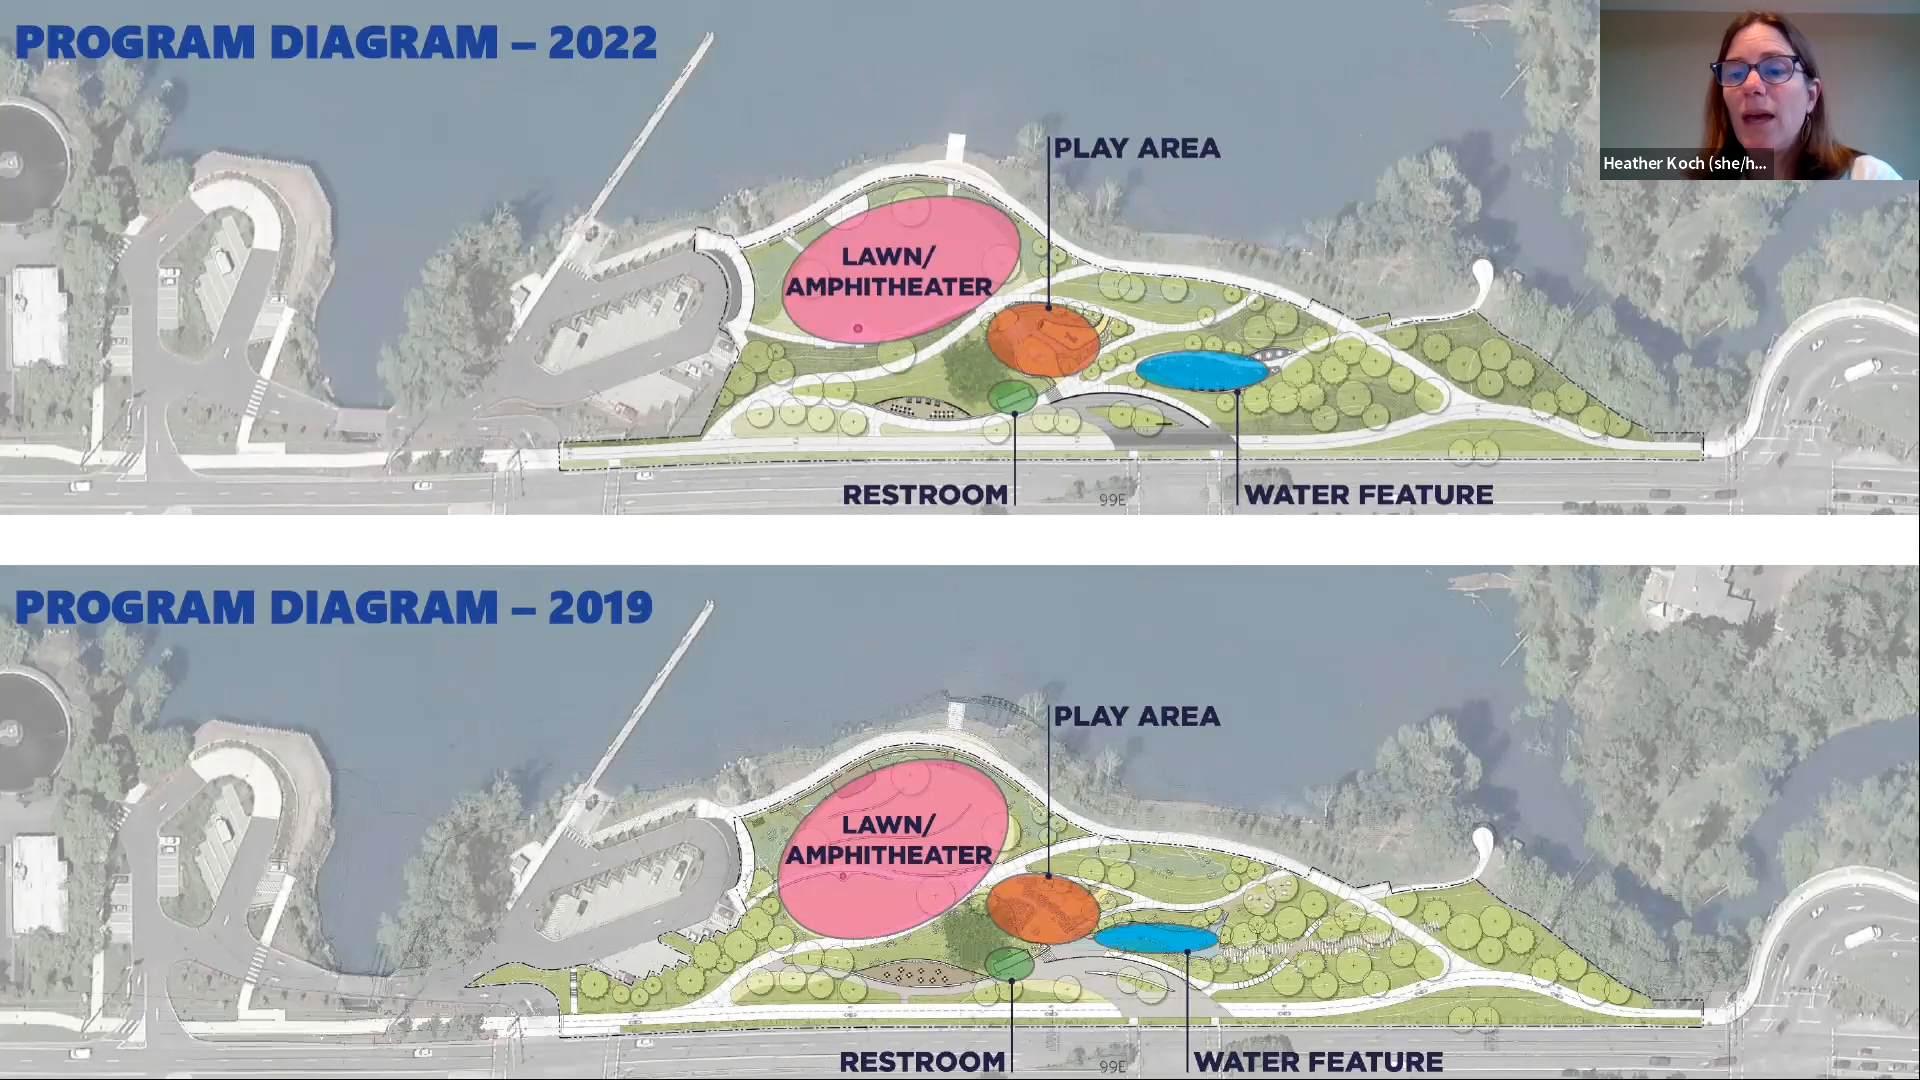 PROGRAM DIAGRAM – 2022
Heather Koch (she/h...
PLAY AREA
LAWN/
AMPHITHEATER
RESTROOM
99E
WATER FEATURE
PROGRAM DIAGRAM – 2019
PLAY AREA
LAWN/
AMPHITHEATER
RESTROOM
99E
WATER FEATURE